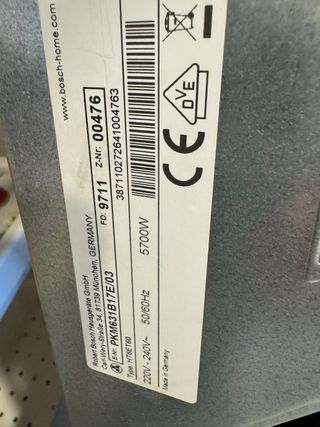 www.bosch-home.com
Robert Bosch Hausgeräte GmbH
Carl-Wery-Straße 34, 81739 München, GERMANY
FD: 9711 Z-Nr: 00476
E-Nr: PKM631B17E/03
387110272641004763
Type: HT8ET60
220V - 240V~ 50/60Hz 5700W
Made in Germany
DVE
CE